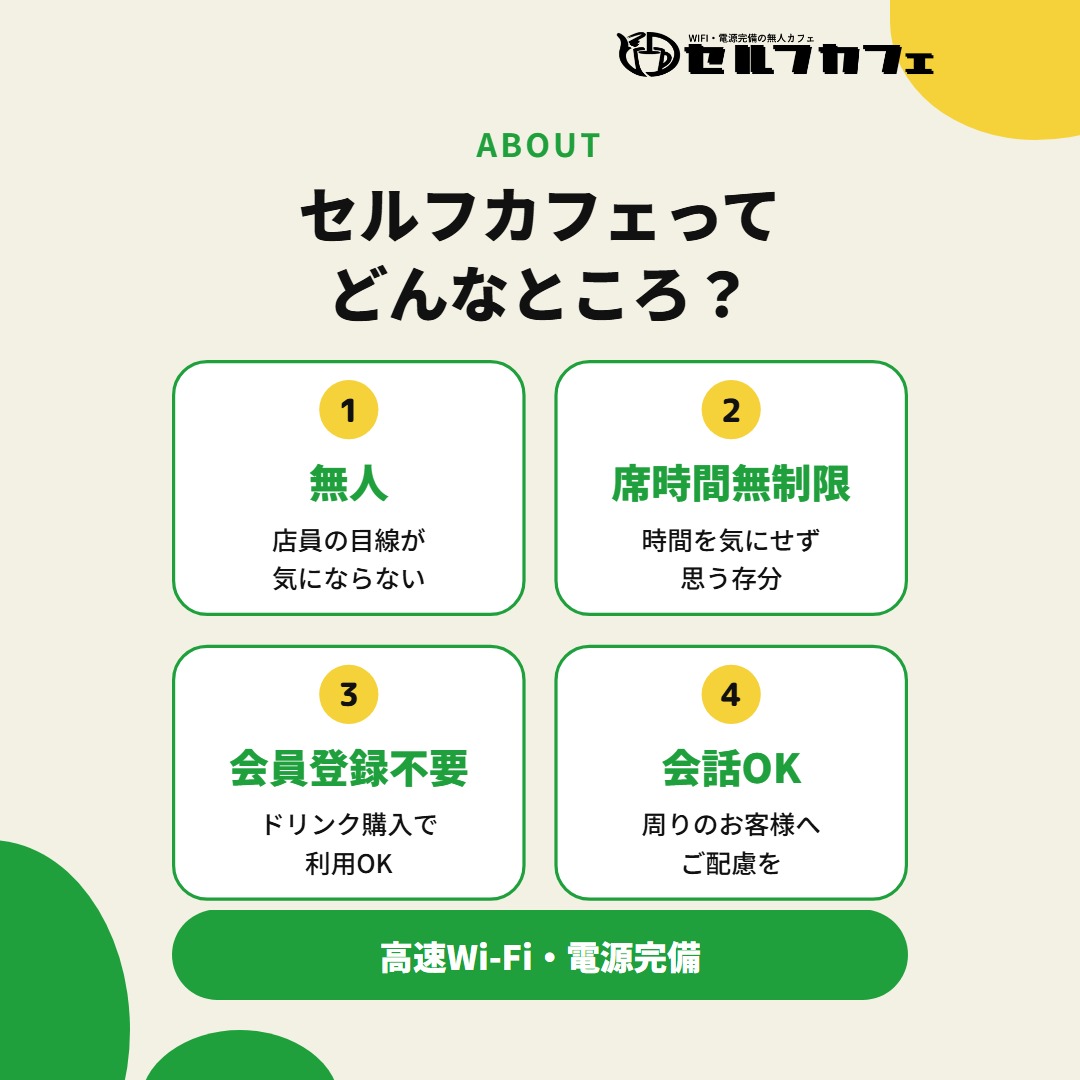 WIFI・電源完備の無人カフェ
セルフカフェ
ABOUT
セルフカフェって
どんなところ？
1
無人
店員の目線が
気にならない
2
席時間無制限
時間を気にせず
思う存分
3
会員登録不要
ドリンク購入で
利用OK
4
会話OK
周りのお客様へ
ご配慮を
高速Wi-Fi・電源完備